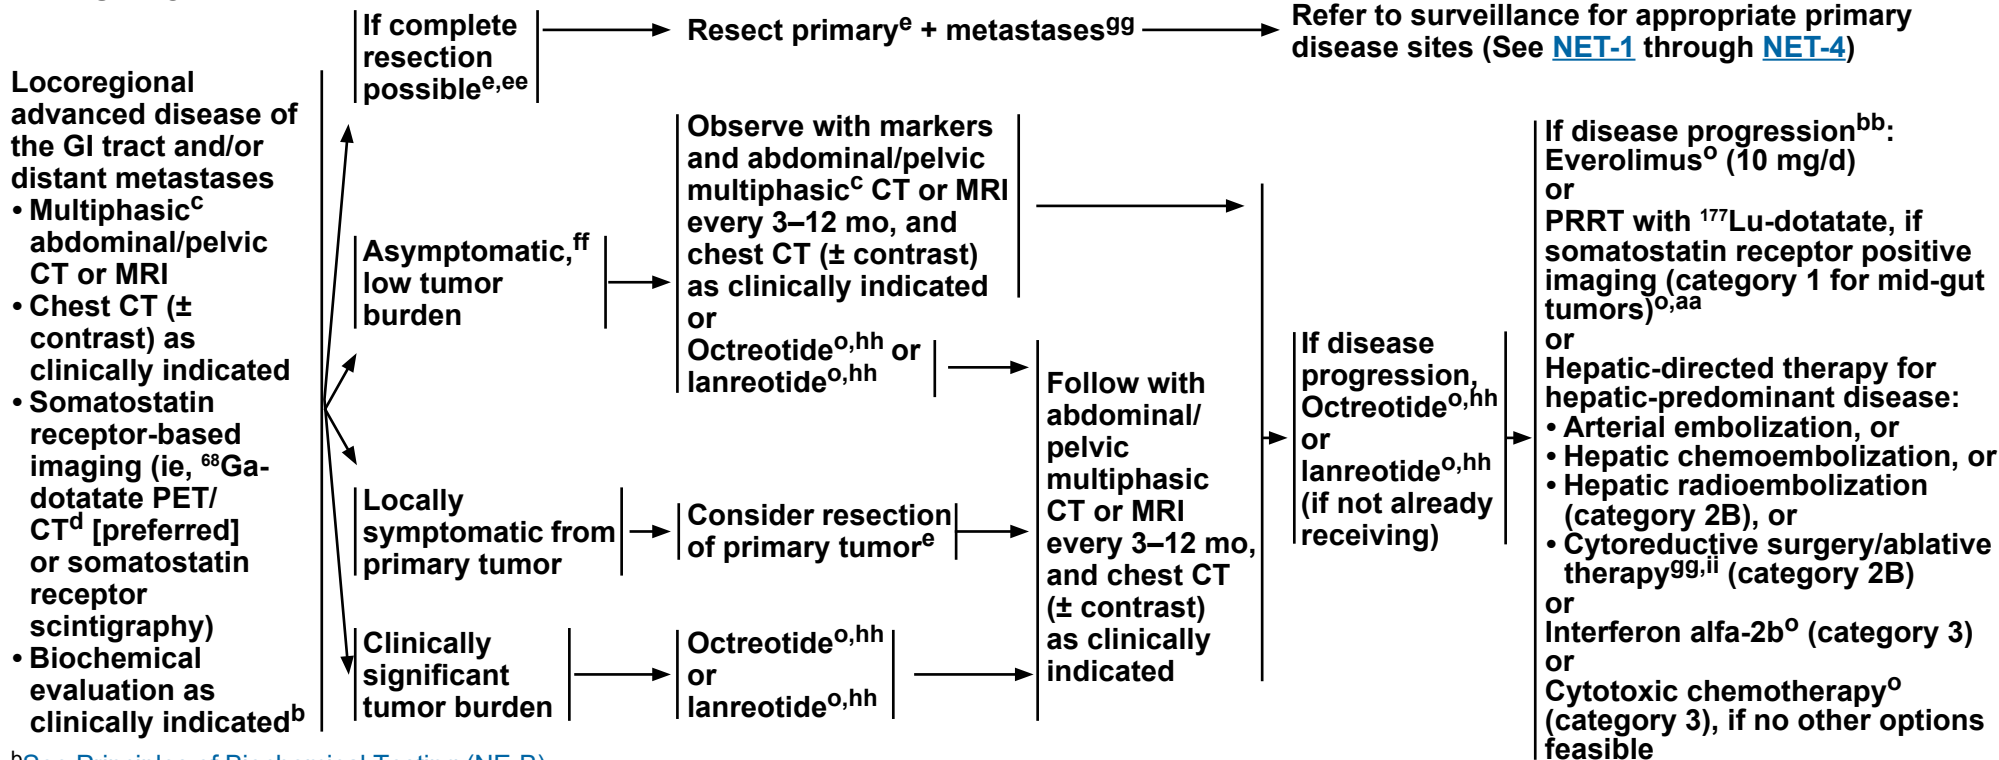 Locoregional
advanced disease of
the GI tract and/or
distant metastases
• Multiphasicᶜ
abdominal/pelvic
CT or MRI
• Chest CT (±
contrast) as
clinically indicated
• Somatostatin
receptor-based
imaging (ie, ⁶⁸Ga-
dotatate PET/
CTᵈ [preferred]
or somatostatin
receptor
scintigraphy)
• Biochemical
evaluation as
clinically indicatedᵇ
If complete
resection
possibleᵉ,ᵉᵉ
Resect primaryᵉ + metastasesᵍᵍ
Refer to surveillance for appropriate primary
disease sites (See NET-1 through NET-4)
Asymptomatic,ᶠᶠ
low tumor
burden
Observe with markers
and abdominal/pelvic
multiphasicᶜ CT or MRI
every 3–12 mo, and
chest CT (± contrast)
as clinically indicated
or
Octreotideᵒ,ʰʰ or
lanreotideᵒ,ʰʰ
Locally
symptomatic from
primary tumor
Consider resection
of primary tumorᵉ
Clinically
significant
tumor burden
Octreotideᵒ,ʰʰ
or
lanreotideᵒ,ʰʰ
Follow with
abdominal/
pelvic
multiphasic
CT or MRI
every 3–12 mo,
and chest CT
(± contrast)
as clinically
indicated
If disease
progression,
Octreotideᵒ,ʰʰ
or
lanreotideᵒ,ʰʰ
(if not already
receiving)
If disease progressionᵇᵇ:
Everolimusᵒ (10 mg/d)
or
PRRT with ¹⁷⁷Lu-dotatate, if
somatostatin receptor positive
imaging (category 1 for mid-gut
tumors)ᵒ,ᵃᵃ
or
Hepatic-directed therapy for
hepatic-predominant disease:
• Arterial embolization, or
• Hepatic chemoembolization, or
• Hepatic radioembolization
(category 2B), or
• Cytoreductive surgery/ablative
therapyᵍᵍ,ⁱⁱ (category 2B)
or
Interferon alfa-2bᵒ (category 3)
or
Cytotoxic chemotherapyᵒ
(category 3), if no other options
feasible
ᵇSee Principles of Biochemical Testing (NE-B)